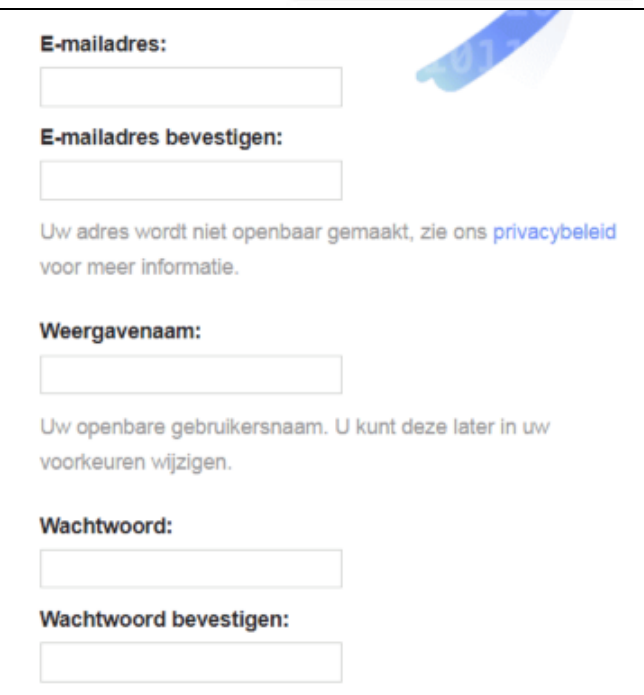 1011
E-mailadres:
E-mailadres bevestigen:
Uw adres wordt niet openbaar gemaakt, zie ons privacybeleid
voor meer informatie.
Weergavenaam:
Uw openbare gebruikersnaam. U kunt deze later in uw
voorkeuren wijzigen.
Wachtwoord:
Wachtwoord bevestigen: